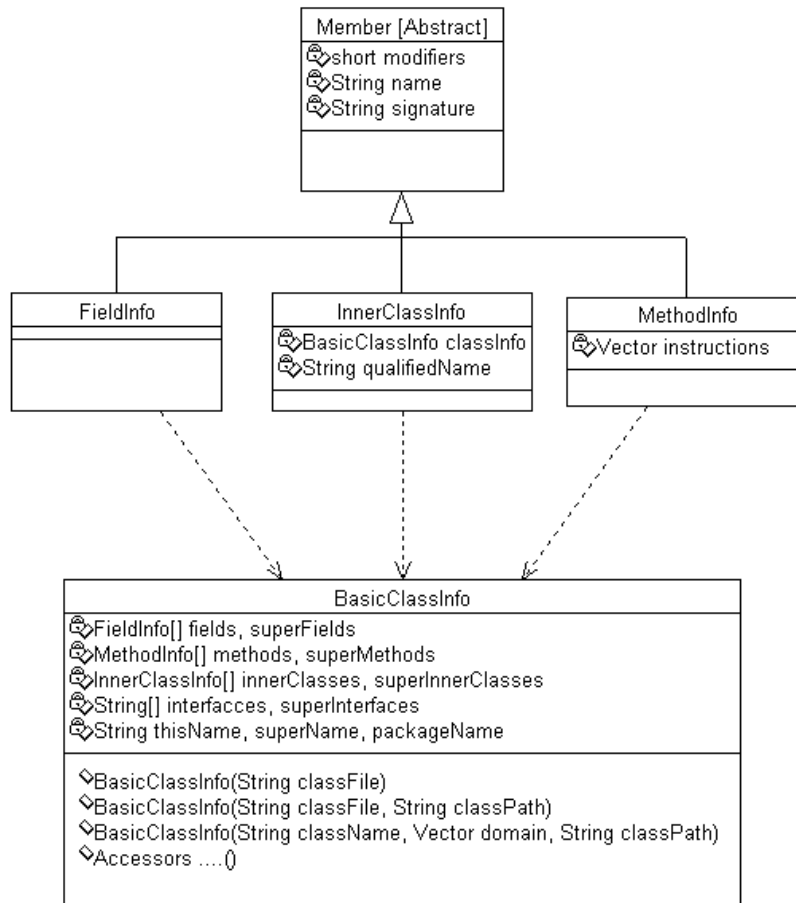 Member [Abstract]
short modifiers
String name
String signature
FieldInfo
InnerClassInfo
BasicClassInfo classInfo
String qualifiedName
MethodInfo
Vector instructions
BasicClassInfo
FieldInfo[] fields, superFields
MethodInfo[] methods, superMethods
InnerClassInfo[] innerClasses, superInnerClasses
String[] interfacces, superInterfaces
String thisName, superName, packageName
BasicClassInfo(String classFile)
BasicClassInfo(String classFile, String classPath)
BasicClassInfo(String className, Vector domain, String classPath)
Accessors ....()